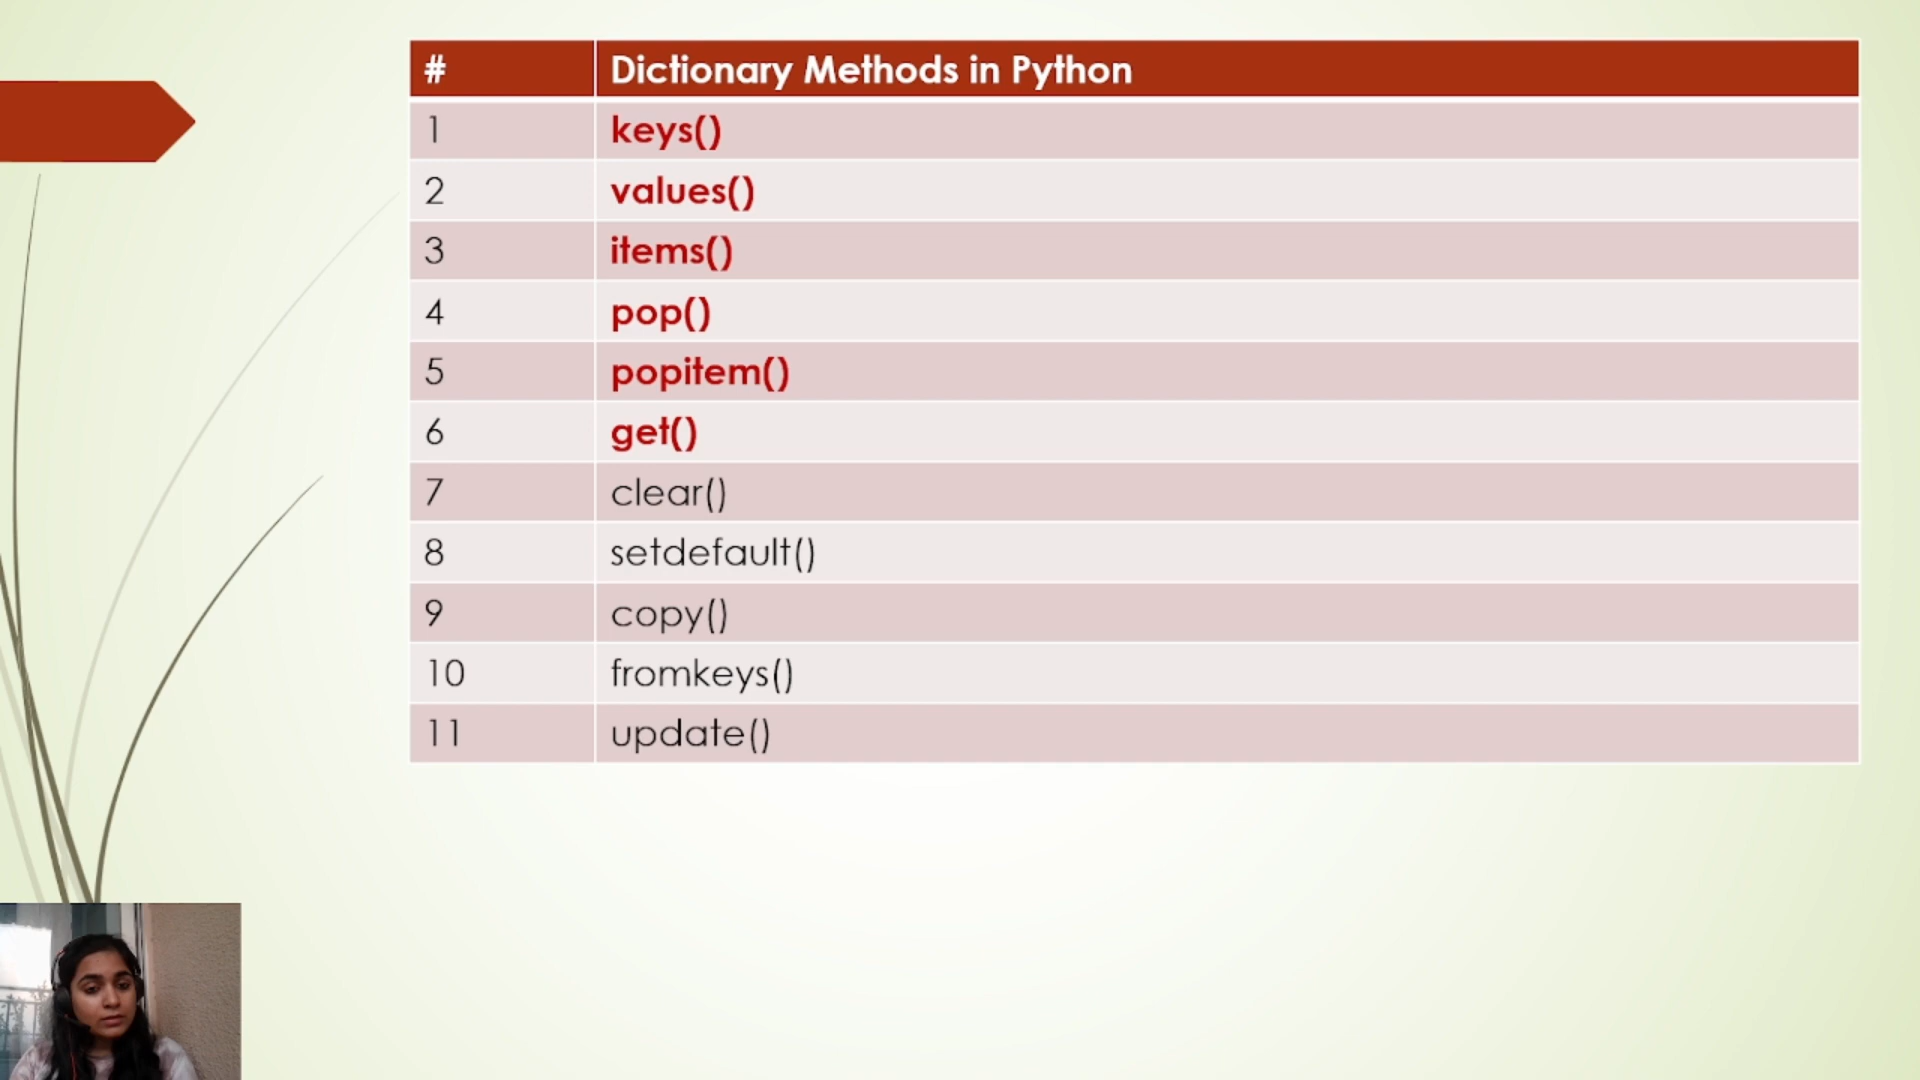 # Dictionary Methods in Python
1 keys()
2 values()
3 items()
4 pop()
5 popitem()
6 get()
7 clear()
8 setdefault()
9 copy()
10 fromkeys()
11 update()